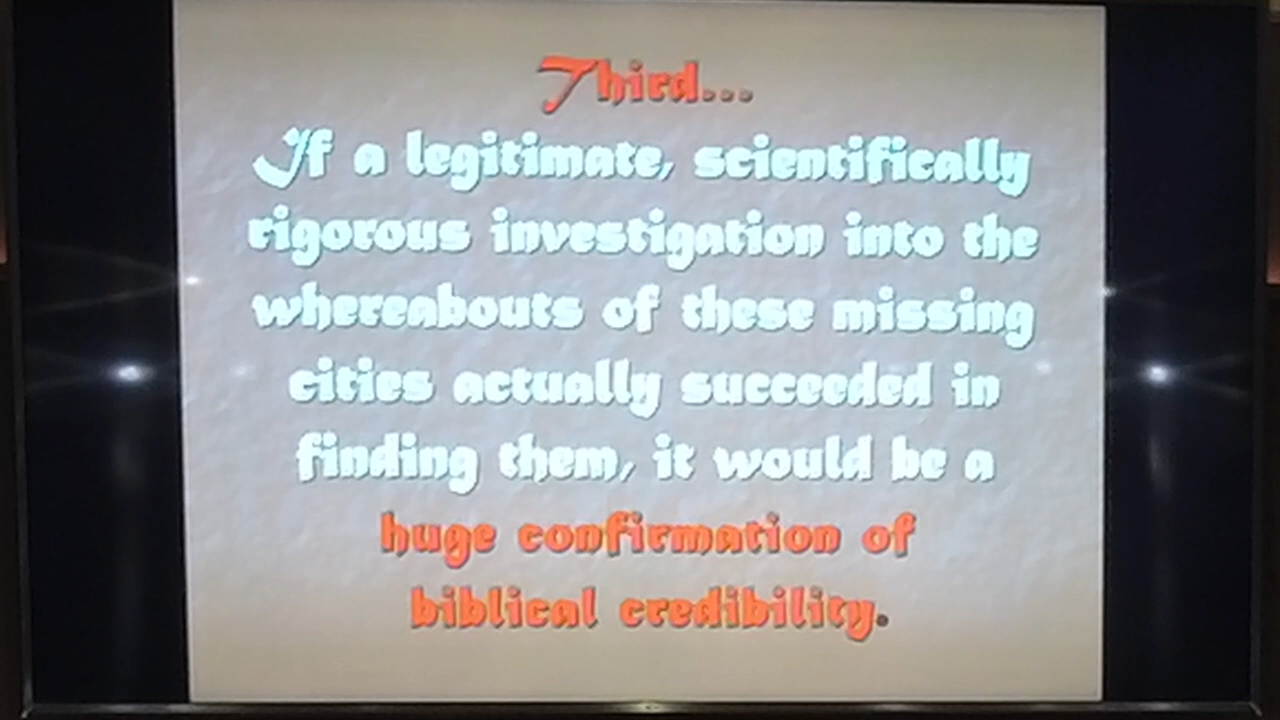 Third...
If a legitimate, scientifically
rigorous investigation into the
whereabouts of these missing
cities actually succeeded in
finding them, it would be a
huge confirmation of
biblical credibility.